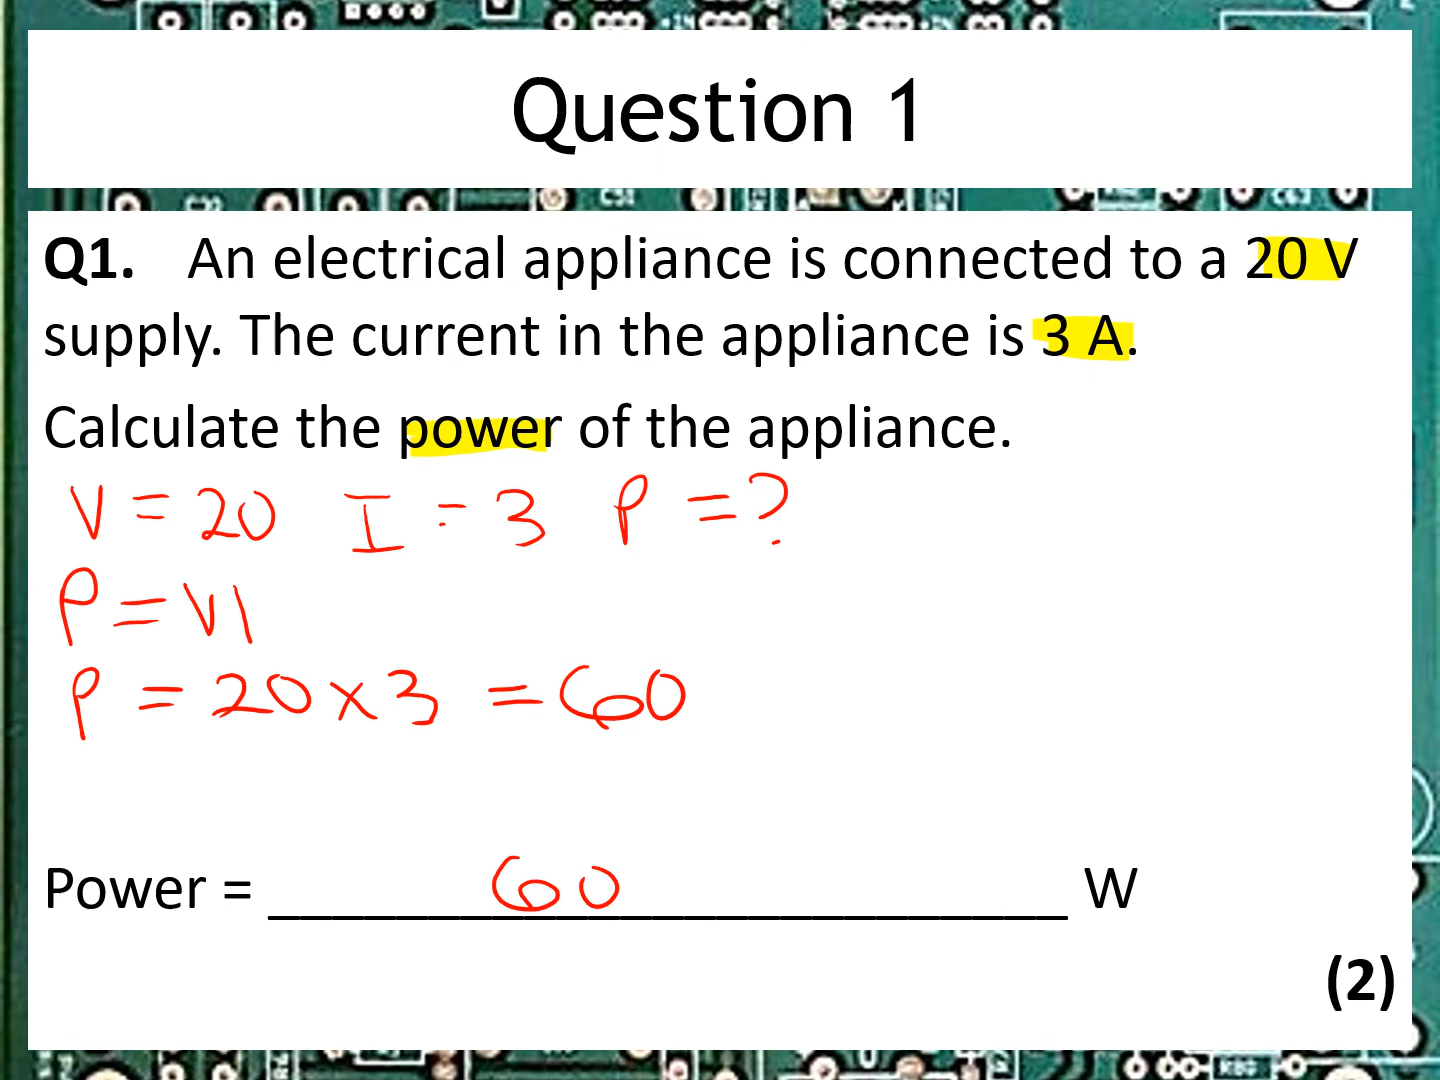 Question 1
Q1. An electrical appliance is connected to a 20 V
supply. The current in the appliance is 3 A.
Calculate the power of the appliance.
V = 20 I = 3 P = ?
P = VI
P = 20 x 3 = 60
Power = 60 W
(2)